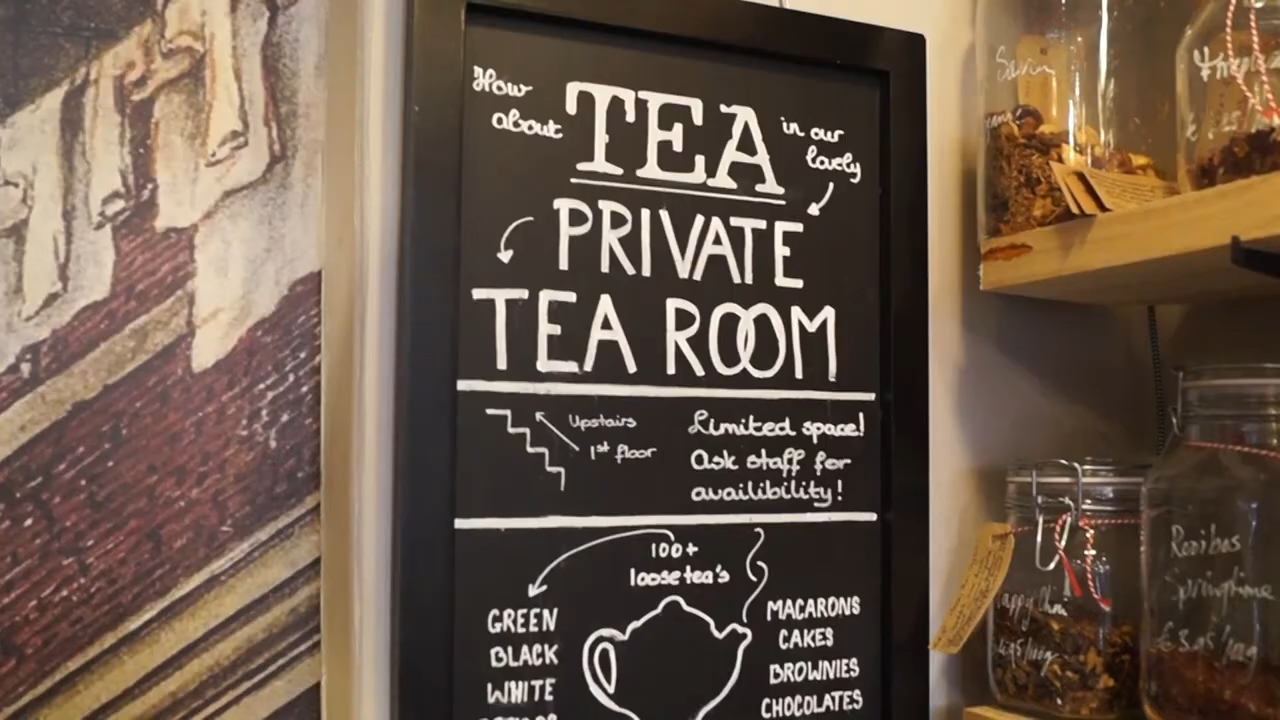 How about TEA in our lovely
PRIVATE
TEA ROOM
Upstairs
1st floor
Limited space!
Ask staff for
availibility!
100+
loose tea's
GREEN
BLACK
WHITE
MACARONS
CAKES
BROWNIES
CHOCOLATES
Rooibos
Springtime